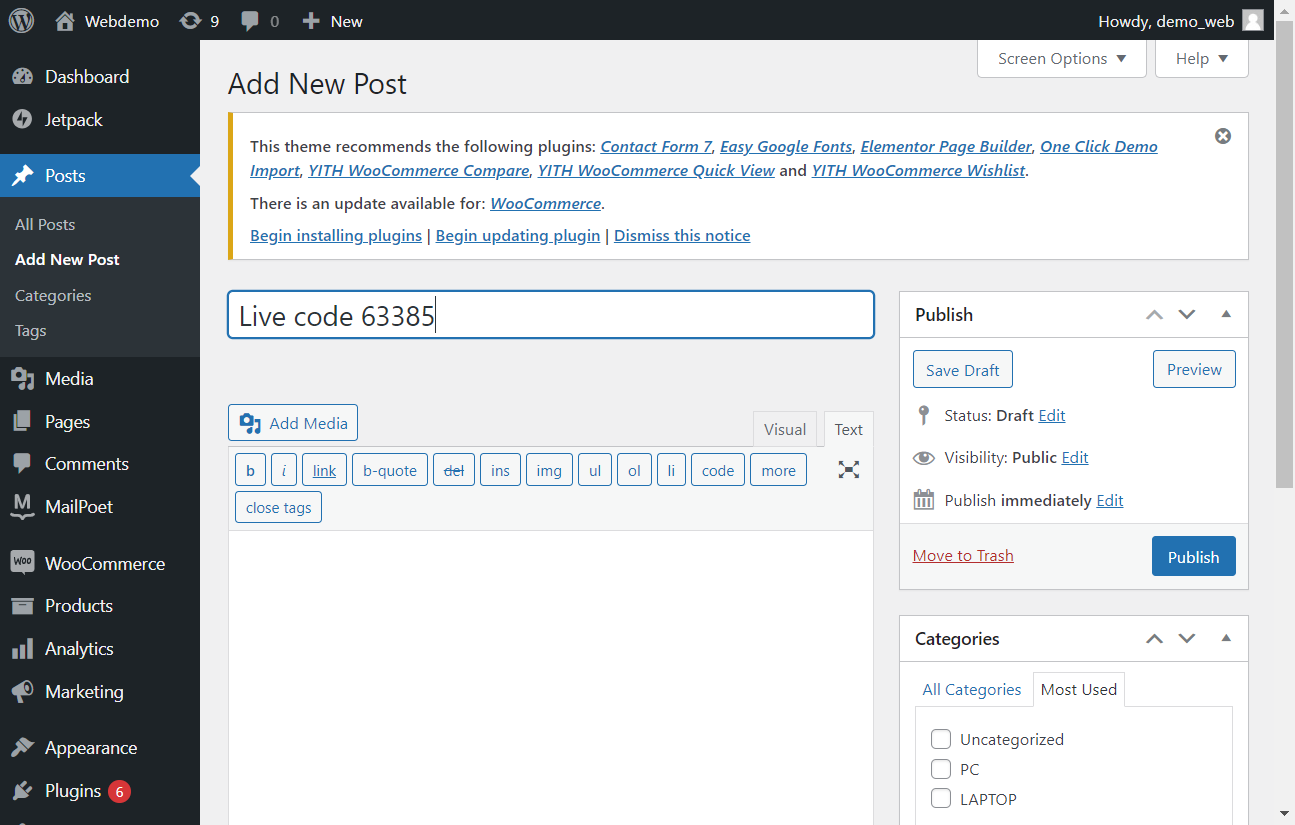 Webdemo 9 0 New Howdy, demo_web
Dashboard
Jetpack
Posts
All Posts
Add New Post
Categories
Tags
Media
Pages
Comments
MailPoet
WooCommerce
Products
Analytics
Marketing
Appearance
Plugins 6
Screen Options Help
Add New Post
This theme recommends the following plugins: Contact Form 7, Easy Google Fonts, Elementor Page Builder, One Click Demo
Import, YITH WooCommerce Compare, YITH WooCommerce Quick View and YITH WooCommerce Wishlist.
There is an update available for: WooCommerce.
Begin installing plugins | Begin updating plugin | Dismiss this notice
Live code 63385
Add Media
Visual Text
b i link b-quote del ins img ul ol li code more
close tags
Publish
Save Draft Preview
Status: Draft Edit
Visibility: Public Edit
Publish immediately Edit
Move to Trash Publish
Categories
All Categories Most Used
Uncategorized
PC
LAPTOP